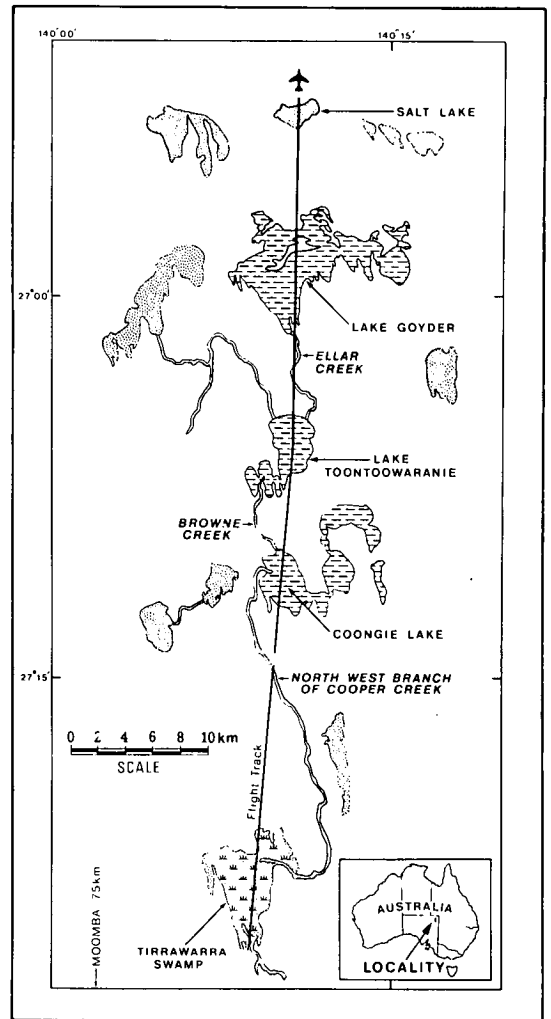 140°00'
140°15'
SALT LAKE
27°00'
LAKE GOYDER
ELLAR
CREEK
LAKE
TOONTOOWARANIE
BROWNE
CREEK
COONGIE LAKE
27°15'
NORTH WEST BRANCH
OF COOPER CREEK
0 2 4 6 8 10km
SCALE
Flight Track
MOOMBA 75km
TIRRAWARRA
SWAMP
AUSTRALIA
LOCALITY